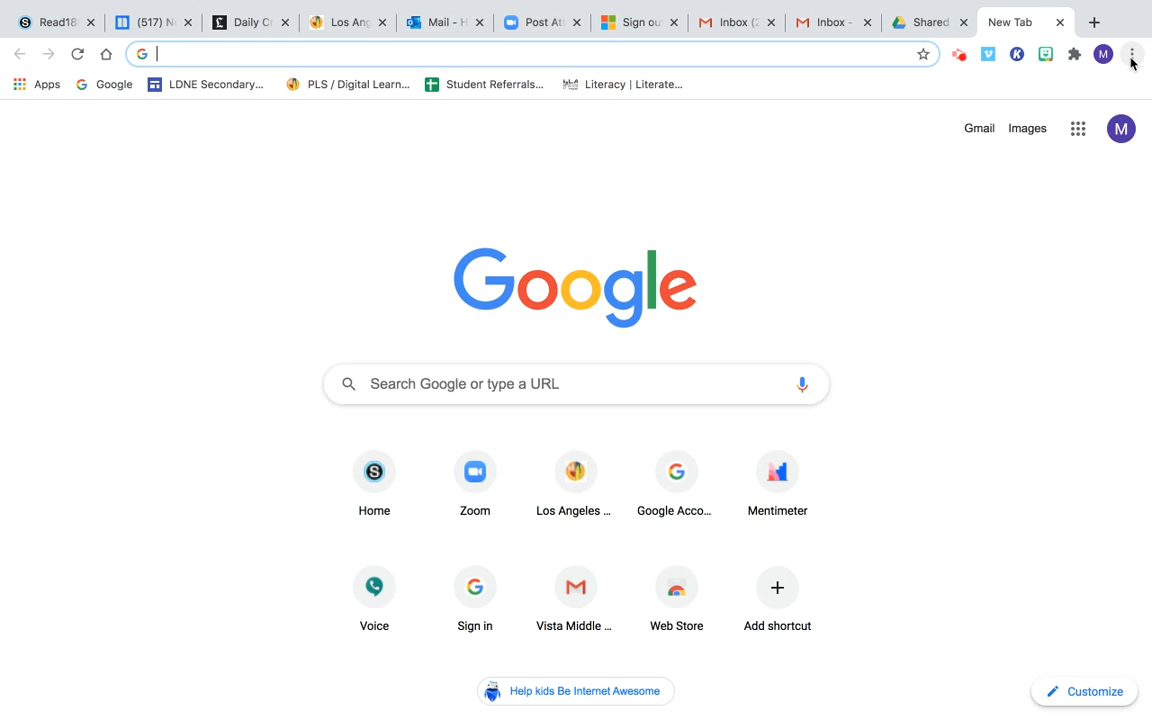 Read18 (517) N Daily C Los Ang Mail - H Post At Sign ou Inbox (2 Inbox - Shared New Tab
Apps Google LDNE Secondary... PLS / Digital Learn... Student Referrals... Literacy | Literate...
Gmail Images M
Google
Search Google or type a URL
Home Zoom Los Angeles ... Google Acco... Mentimeter
Voice Sign in Vista Middle ... Web Store Add shortcut
Help kids Be Internet Awesome Customize